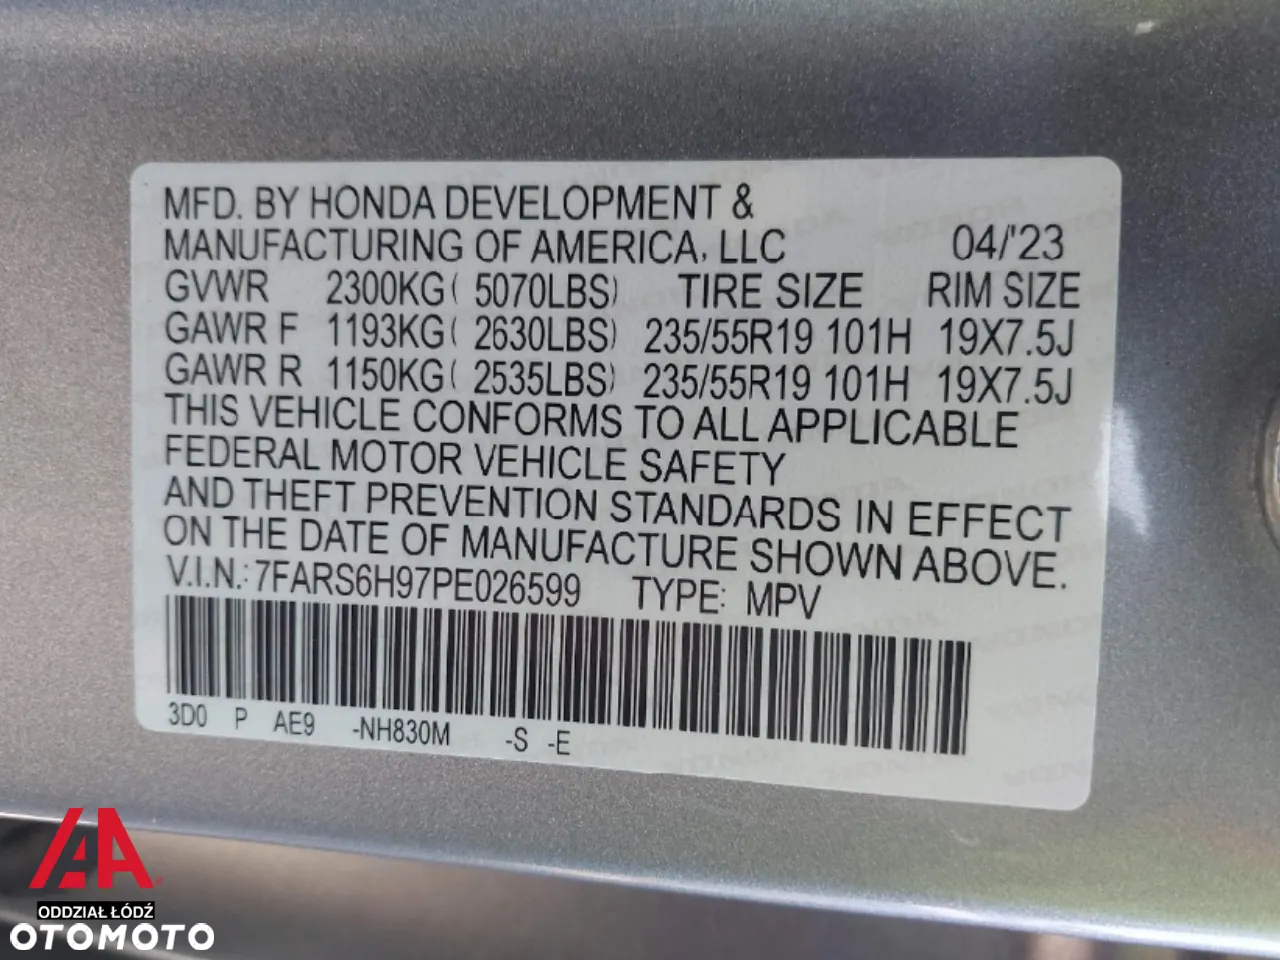 MFD. BY HONDA DEVELOPMENT &
MANUFACTURING OF AMERICA, LLC 04/'23
GVWR 2300KG( 5070LBS) TIRE SIZE RIM SIZE
GAWR F 1193KG( 2630LBS) 235/55R19 101H 19X7.5J
GAWR R 1150KG( 2535LBS) 235/55R19 101H 19X7.5J
THIS VEHICLE CONFORMS TO ALL APPLICABLE
FEDERAL MOTOR VEHICLE SAFETY
AND THEFT PREVENTION STANDARDS IN EFFECT
ON THE DATE OF MANUFACTURE SHOWN ABOVE.
V.I.N.: 7FARS6H97PE026599 TYPE: MPV
3D0 P AE9 -NH830M -S -E
AA
ODDZIAŁ ŁÓDŹ
OTOMOTO